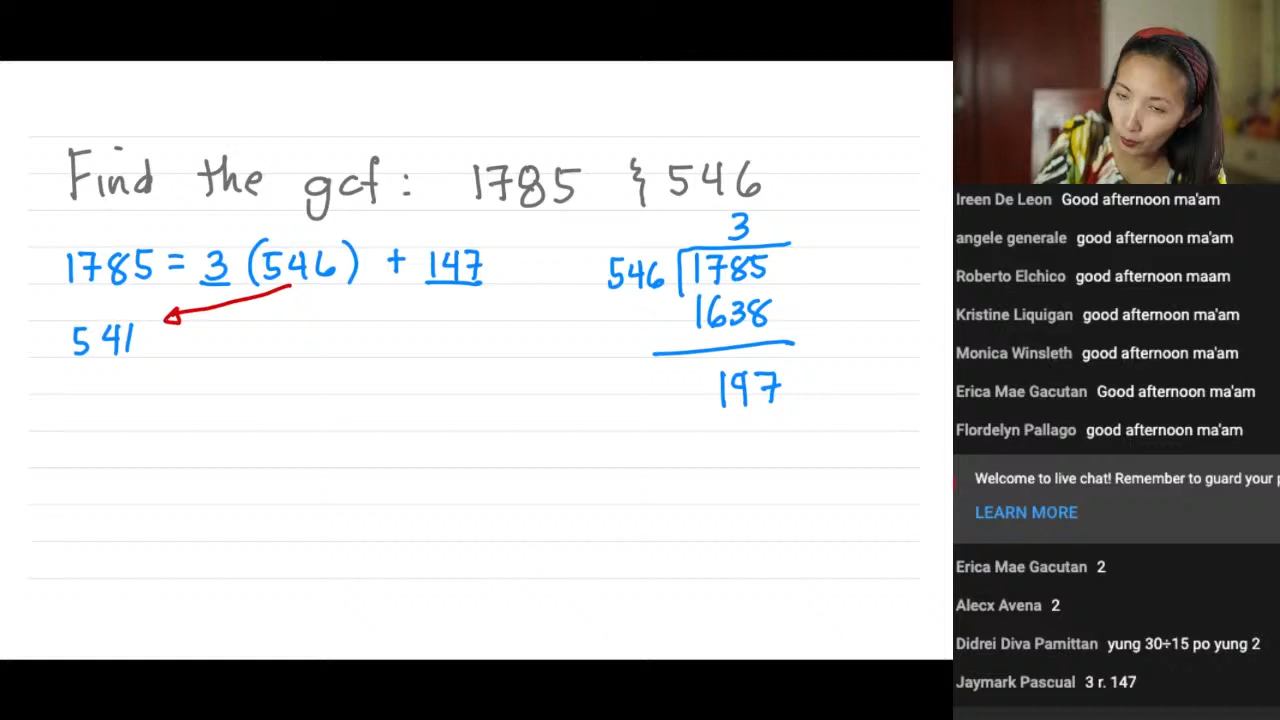 Find the gcf: 1785 & 546
1785 = 3 (546) + 147
541
3
546 1785
1638
197
Ireen De Leon Good afternoon ma'am
angele generale good afternoon ma'am
Roberto Elchico good afternoon maam
Kristine Liquigan good afternoon ma'am
Monica Winsleth good afternoon ma'am
Erica Mae Gacutan Good afternoon ma'am
Flordelyn Pallago good afternoon ma'am
Welcome to live chat! Remember to guard your
LEARN MORE
Erica Mae Gacutan 2
Alecx Avena 2
Didrei Diva Pamittan yung 30÷15 po yung 2
Jaymark Pascual 3 r. 147